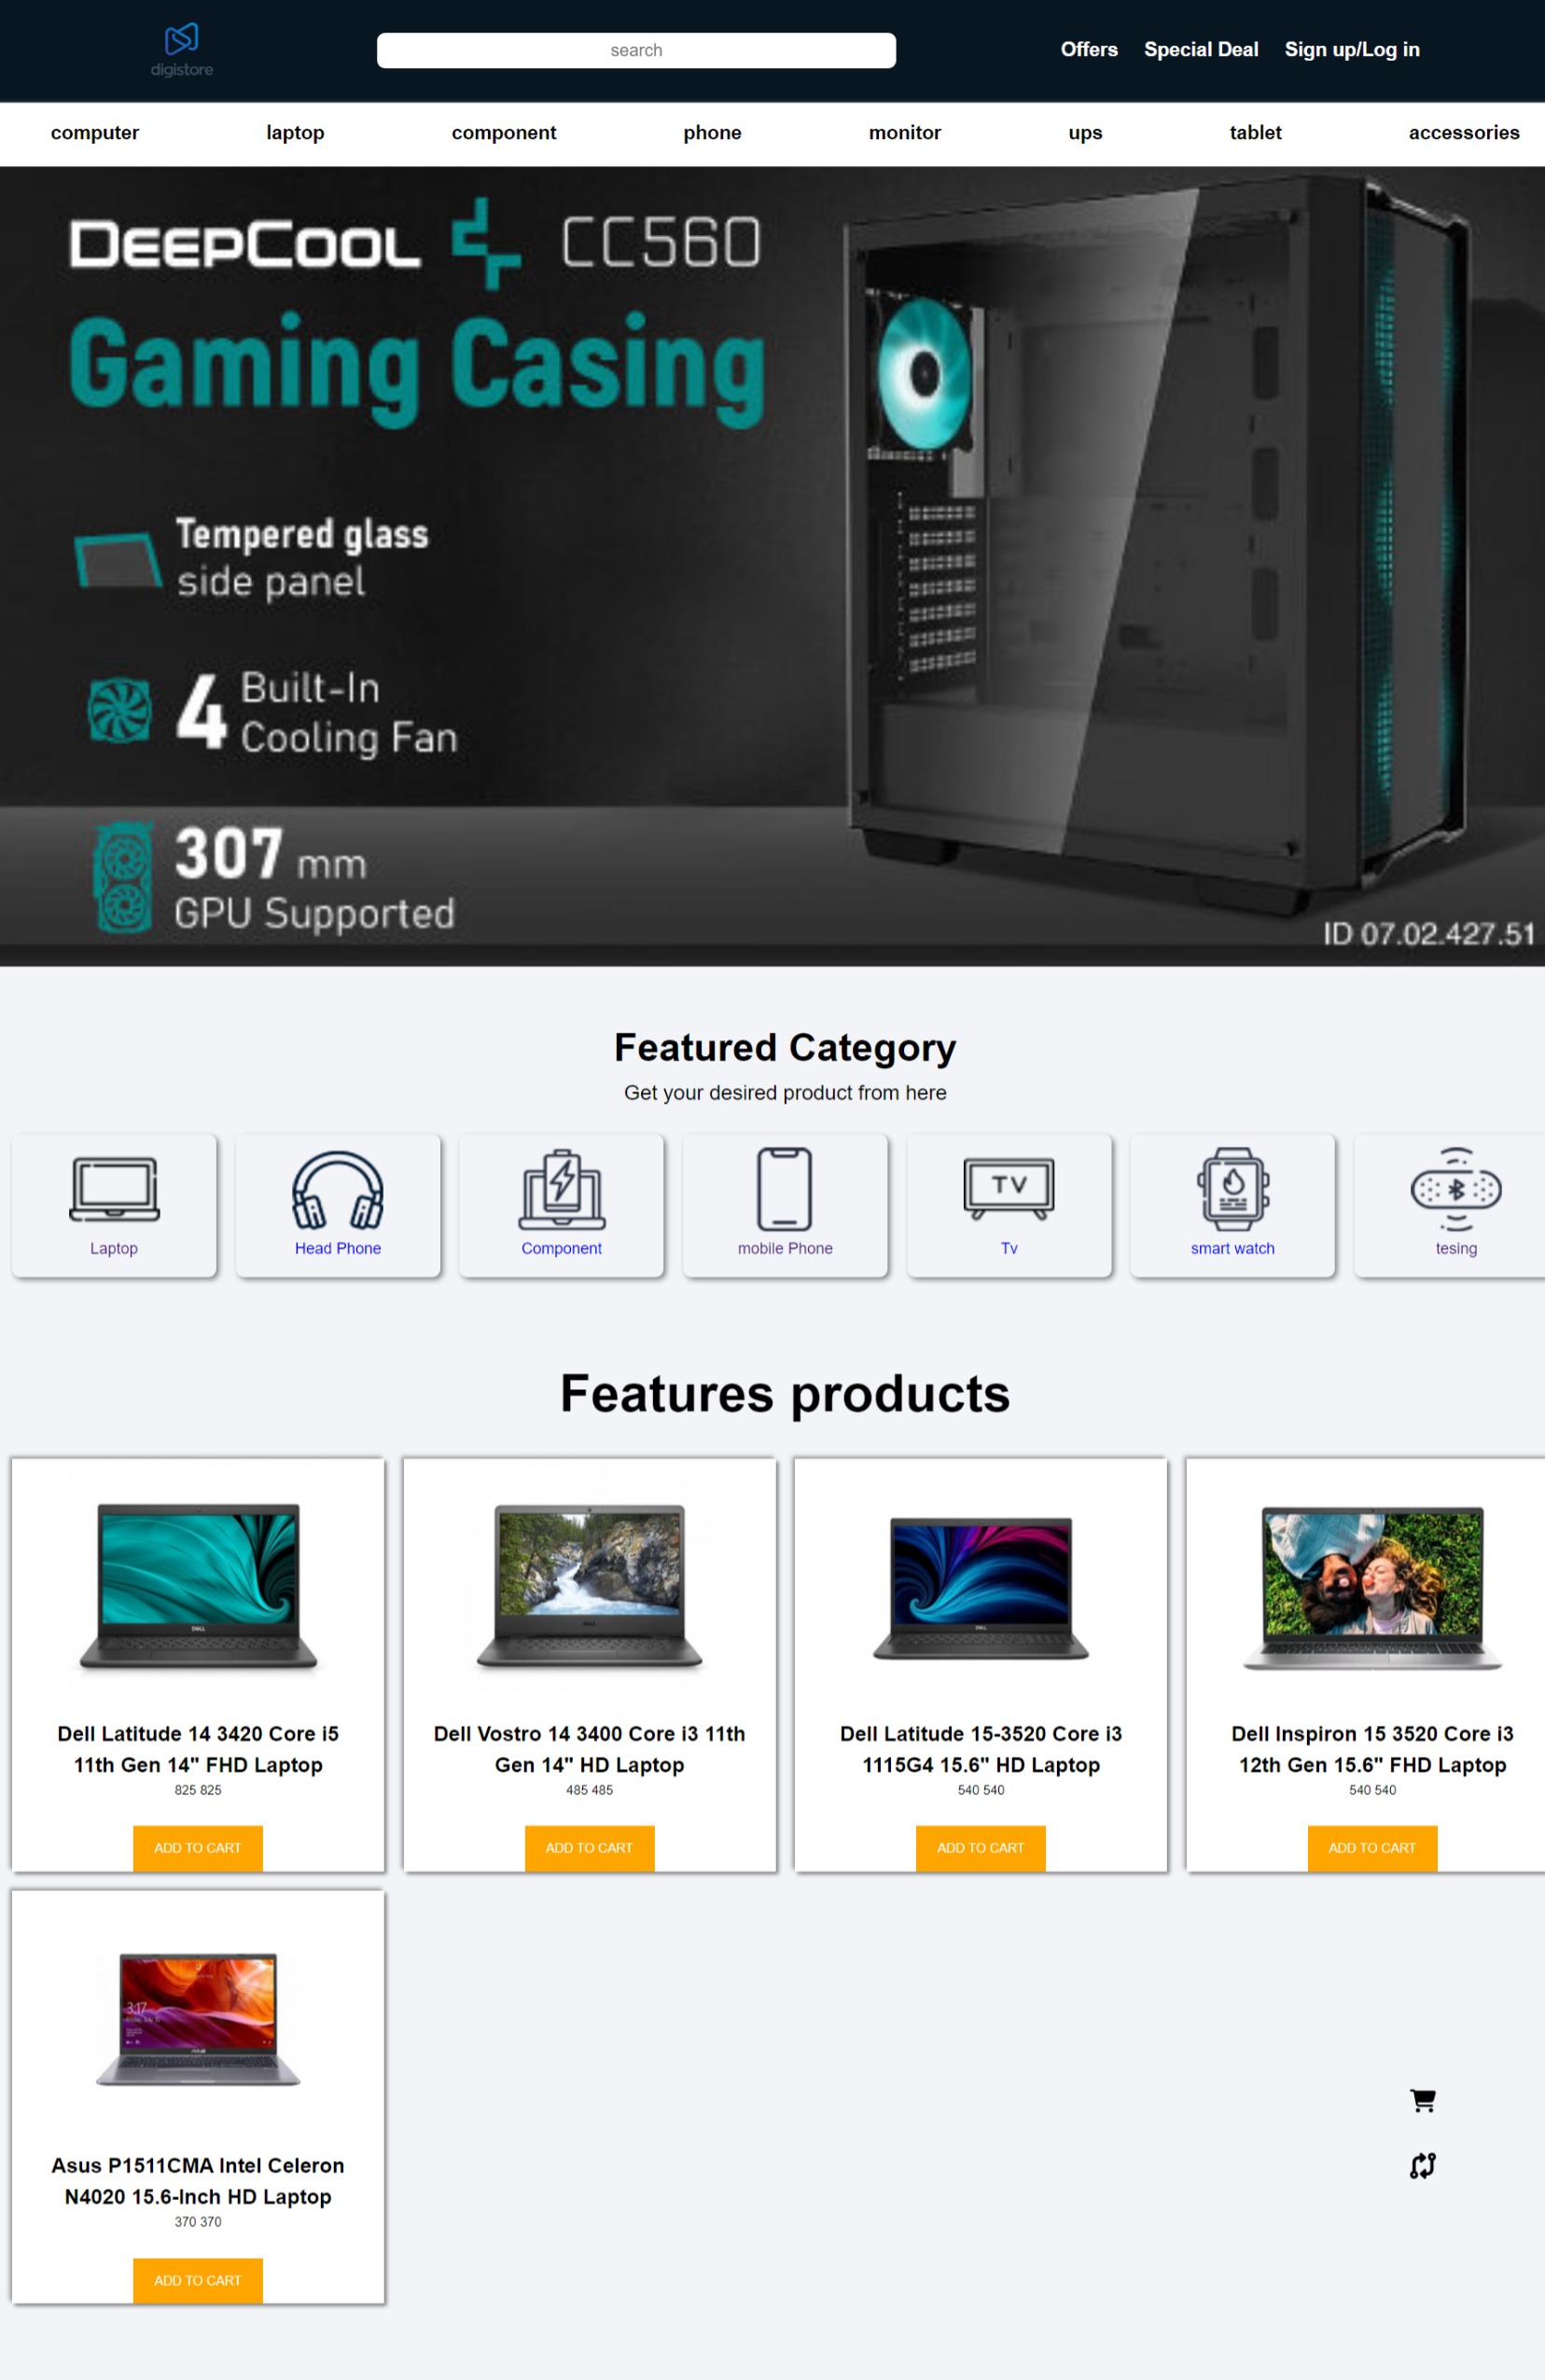 digistore
search
Offers Special Deal Sign up/Log in
computer laptop component phone monitor ups tablet accessories
DEEPCOOL CC560
Gaming Casing
Tempered glass
side panel
4 Built-In
Cooling Fan
307 mm
GPU Supported
ID 07.02.427.51
Featured Category
Get your desired product from here
TV
Laptop Head Phone Component mobile Phone Tv smart watch tesing
Features products
DELL DELL DELL
Dell Latitude 14 3420 Core i5
11th Gen 14" FHD Laptop
825 825
ADD TO CART
Dell Vostro 14 3400 Core i3 11th
Gen 14" HD Laptop
485 485
ADD TO CART
Dell Latitude 15-3520 Core i3
1115G4 15.6" HD Laptop
540 540
ADD TO CART
Dell Inspiron 15 3520 Core i3
12th Gen 15.6" FHD Laptop
540 540
ADD TO CART
3:17
ASUS
Asus P1511CMA Intel Celeron
N4020 15.6-Inch HD Laptop
370 370
ADD TO CART